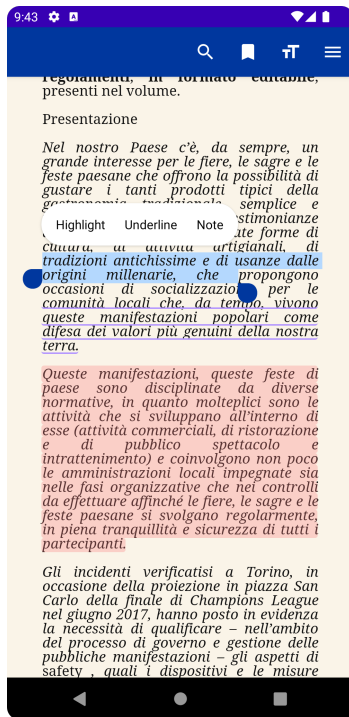 9:43
regolamenti, in formato editabile,
presenti nel volume.
Presentazione
Nel nostro Paese c’è, da sempre, un
grande interesse per le fiere, le sagre e le
feste paesane che offrono la possibilità di
gustare i tanti prodotti tipici della
gastronomia tradizionale, semplice e
stimonianze
ate forme di
Highlight Underline Note
cultura, di attività artigianali, di
tradizioni antichissime e di usanze dalle
origini millenarie, che propongono
occasioni di socializzazione per le
comunità locali che, da tempo, vivono
queste manifestazioni popolari come
difesa dei valori più genuini della nostra
terra.
Queste manifestazioni, queste feste di
paese sono disciplinate da diverse
normative, in quanto molteplici sono le
attività che si sviluppano all’interno di
esse (attività commerciali, di ristorazione
e di pubblico spettacolo e
intrattenimento) e coinvolgono non poco
le amministrazioni locali impegnate sia
nelle fasi organizzative che nei controlli
da effettuare affinché le fiere, le sagre e le
feste paesane si svolgano regolarmente,
in piena tranquillità e sicurezza di tutti i
partecipanti.
Gli incidenti verificatisi a Torino, in
occasione della proiezione in piazza San
Carlo della finale di Champions League
nel giugno 2017, hanno posto in evidenza
la necessità di qualificare – nell’ambito
del processo di governo e gestione delle
pubbliche manifestazioni – gli aspetti di
safety , quali i dispositivi e le misure